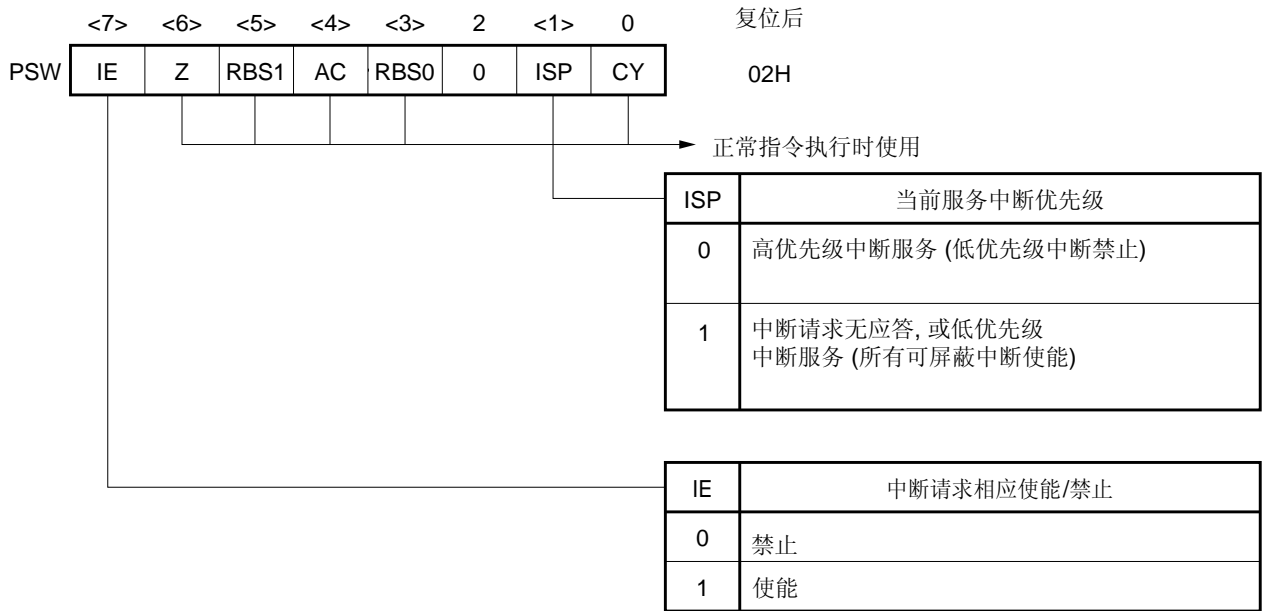 <7> <6> <5> <4> <3> 2 <1> 0 复位后
PSW IE Z RBS1 AC RBS0 0 ISP CY 02H
正常指令执行时使用
ISP 当前服务中断优先级
0 高优先级中断服务 (低优先级中断禁止)
1 中断请求无应答, 或低优先级
中断服务 (所有可屏蔽中断使能)
IE 中断请求相应使能/禁止
0 禁止
1 使能